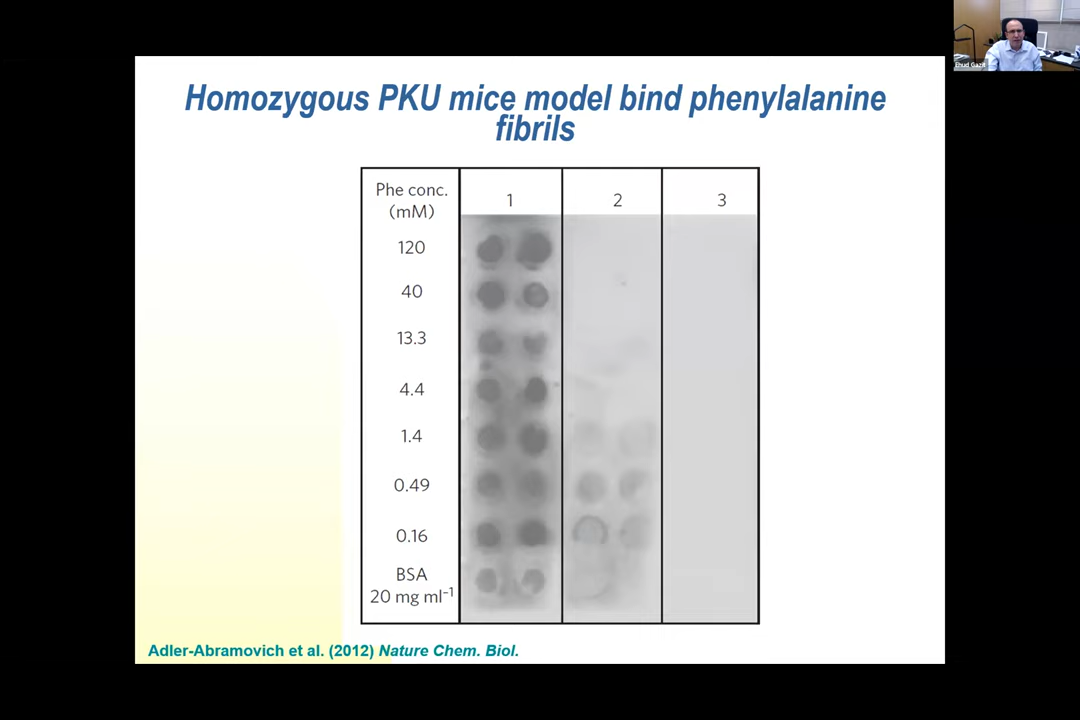 Homozygous PKU mice model bind phenylalanine
fibrils
Phe conc.
(mM)
1
2
3
120
40
13.3
4.4
1.4
0.49
0.16
BSA
20 mg ml⁻¹
Adler-Abramovich et al. (2012) Nature Chem. Biol.
Ehud Gazit